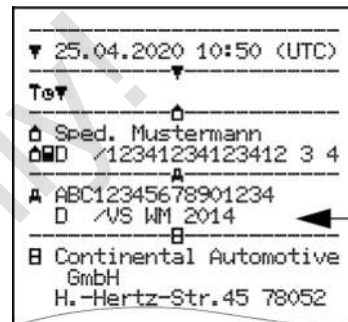 ▼ 25.04.2020 10:50 (UTC)
T⊙▼
Sped. Mustermann
D /12341234123412 3 4
ABC12345678901234
D /VS WM 2014
Continental Automotive
GmbH
H.-Hertz-Str.45 78052